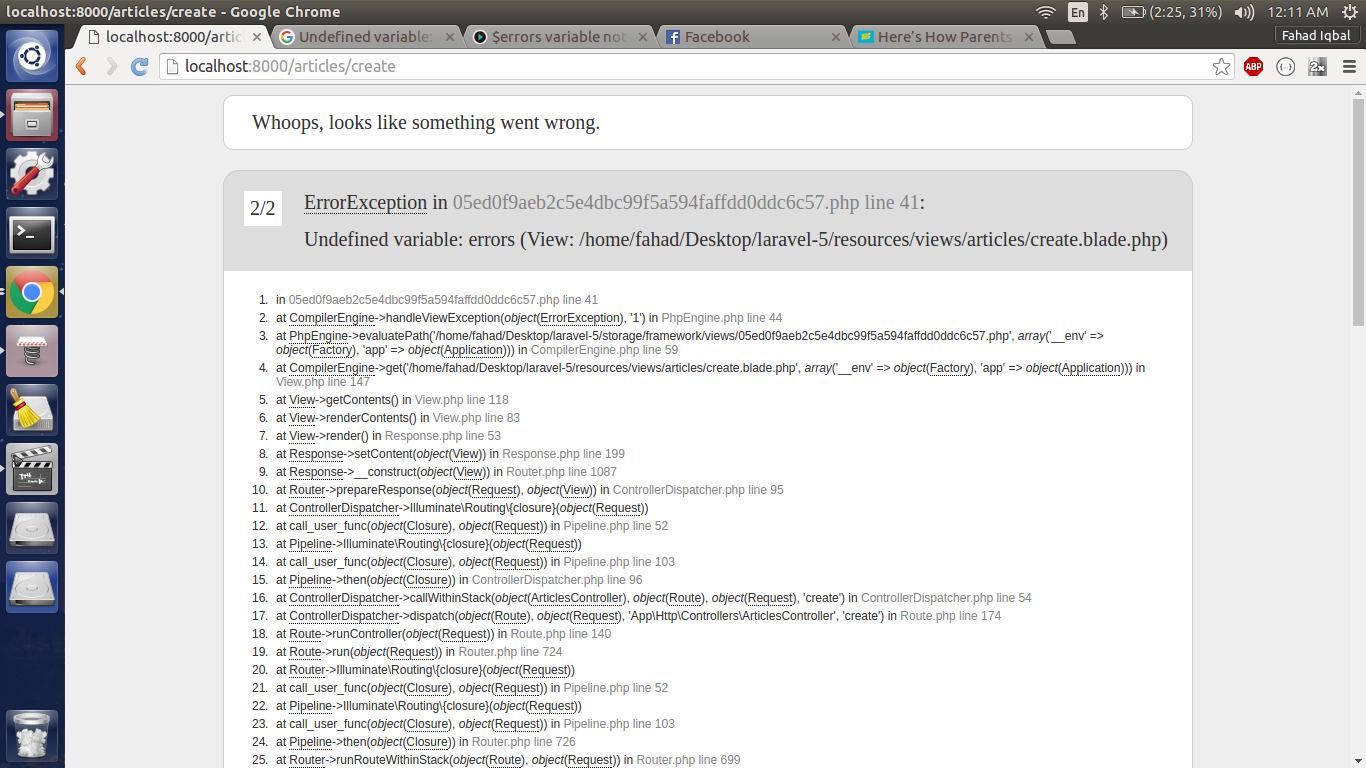 localhost:8000/articles/create - Google Chrome
En
(2:25, 31%)
12:11 AM
localhost:8000/artic
Undefined variable:
$errors variable not
Facebook
Here's How Parents
Fahad Iqbal
localhost:8000/articles/create
ABP
2x
Whoops, looks like something went wrong.
2/2
ErrorException in 05ed0f9aeb2c5e4dbc99f5a594faffdd0ddc6c57.php line 41:
Undefined variable: errors (View: /home/fahad/Desktop/laravel-5/resources/views/articles/create.blade.php)
1. in 05ed0f9aeb2c5e4dbc99f5a594faffdd0ddc6c57.php line 41
2. at CompilerEngine->handleViewException(object(ErrorException), '1') in PhpEngine.php line 44
3. at PhpEngine->evaluatePath('/home/fahad/Desktop/laravel-5/storage/framework/views/05ed0f9aeb2c5e4dbc99f5a594faffdd0ddc6c57.php', array('__env' =>
object(Factory), 'app' => object(Application))) in CompilerEngine.php line 59
4. at CompilerEngine->get('/home/fahad/Desktop/laravel-5/resources/views/articles/create.blade.php', array('__env' => object(Factory), 'app' => object(Application))) in
View.php line 147
5. at View->getContents() in View.php line 118
6. at View->renderContents() in View.php line 83
7. at View->render() in Response.php line 53
8. at Response->setContent(object(View)) in Response.php line 199
9. at Response->__construct(object(View)) in Router.php line 1087
10. at Router->prepareResponse(object(Request), object(View)) in ControllerDispatcher.php line 95
11. at ControllerDispatcher->Illuminate\Routing\{closure}(object(Request))
12. at call_user_func(object(Closure), object(Request)) in Pipeline.php line 52
13. at Pipeline->Illuminate\Routing\{closure}(object(Request))
14. at call_user_func(object(Closure), object(Request)) in Pipeline.php line 103
15. at Pipeline->then(object(Closure)) in ControllerDispatcher.php line 96
16. at ControllerDispatcher->callWithinStack(object(ArticlesController), object(Route), object(Request), 'create') in ControllerDispatcher.php line 54
17. at ControllerDispatcher->dispatch(object(Route), object(Request), 'App\Http\Controllers\ArticlesController', 'create') in Route.php line 174
18. at Route->runController(object(Request)) in Route.php line 140
19. at Route->run(object(Request)) in Router.php line 724
20. at Router->Illuminate\Routing\{closure}(object(Request))
21. at call_user_func(object(Closure), object(Request)) in Pipeline.php line 52
22. at Pipeline->Illuminate\Routing\{closure}(object(Request))
23. at call_user_func(object(Closure), object(Request)) in Pipeline.php line 103
24. at Pipeline->then(object(Closure)) in Router.php line 726
25. at Router->runRouteWithinStack(object(Route), object(Request)) in Router.php line 699